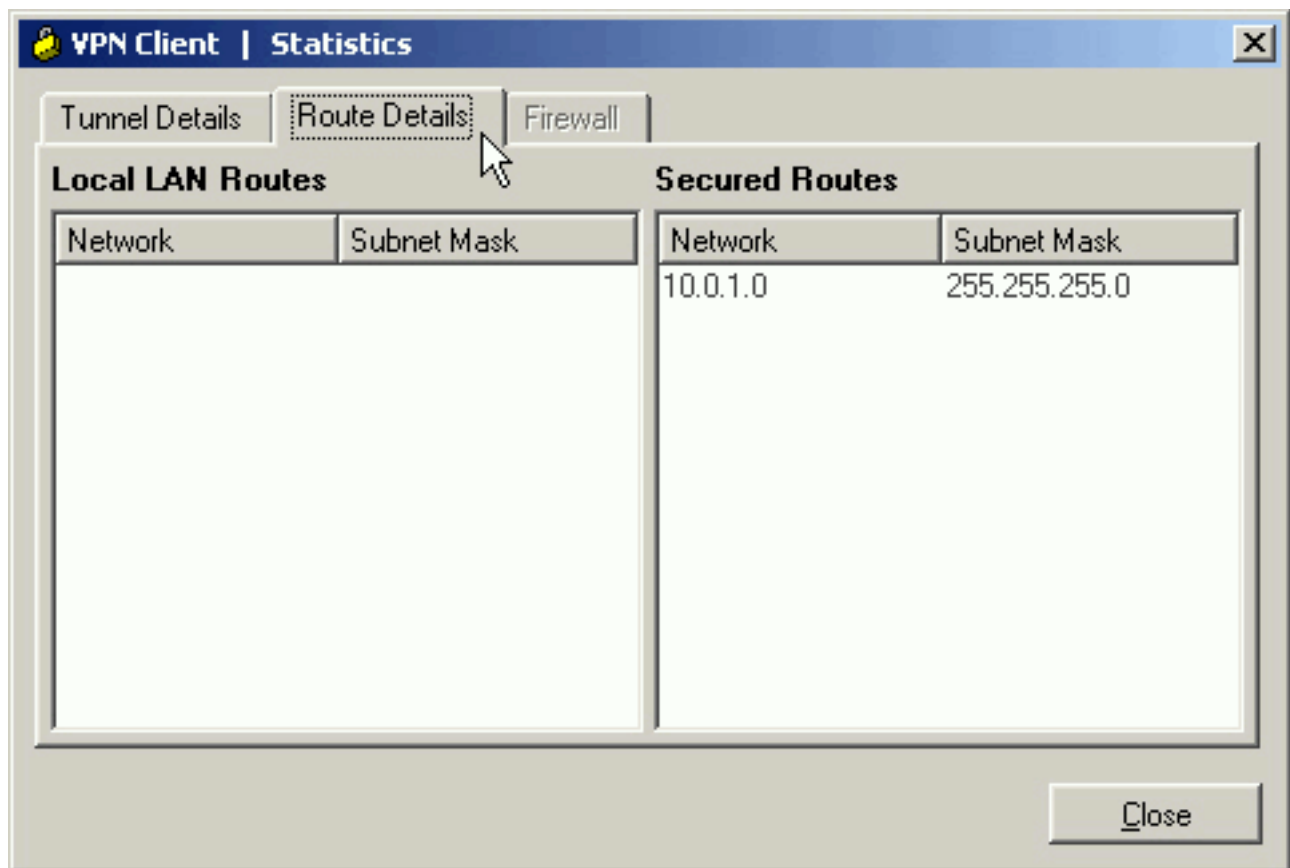 VPN Client | Statistics
Tunnel Details Route Details Firewall
Local LAN Routes Secured Routes
Network Subnet Mask Network Subnet Mask
10.0.1.0 255.255.255.0
Close